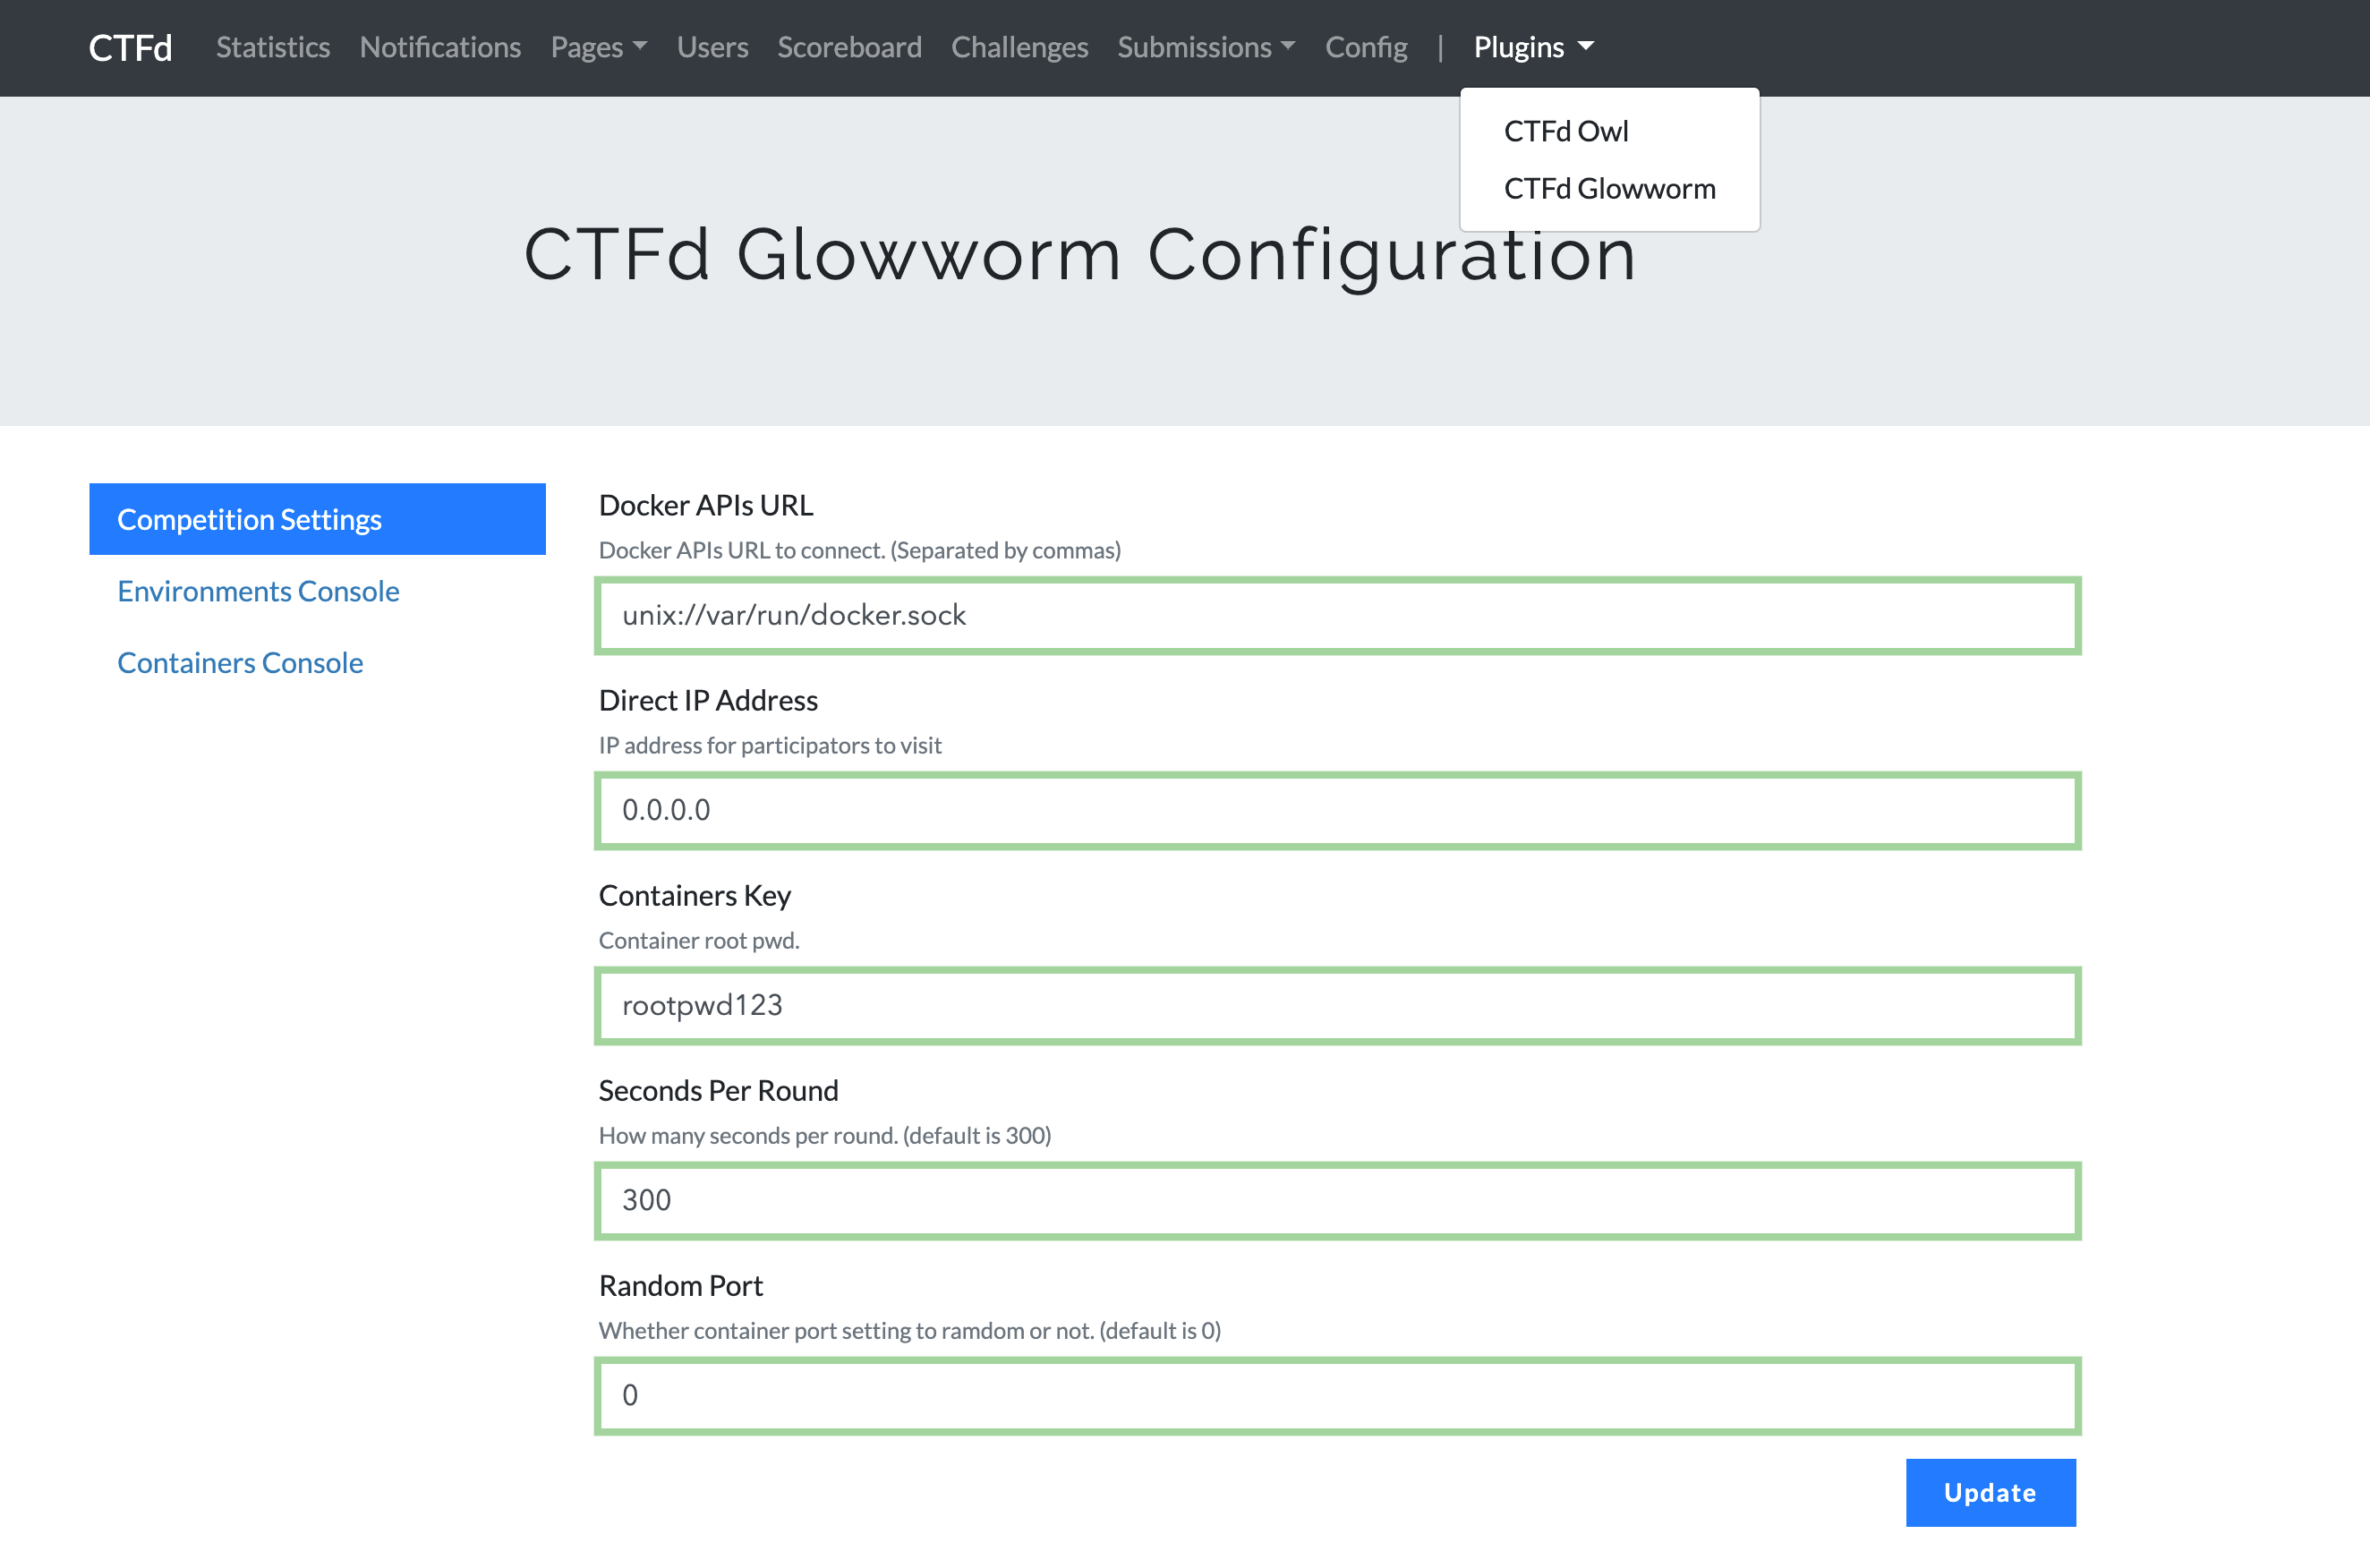 CTFd Statistics Notifications Pages Users Scoreboard Challenges Submissions Config | Plugins
CTFd Owl
CTFd Glowworm
CTFd Glowworm Configuration
Competition Settings
Environments Console
Containers Console
Docker APIs URL
Docker APIs URL to connect. (Separated by commas)
unix://var/run/docker.sock
Direct IP Address
IP address for participators to visit
0.0.0.0
Containers Key
Container root pwd.
rootpwd123
Seconds Per Round
How many seconds per round. (default is 300)
300
Random Port
Whether container port setting to ramdom or not. (default is 0)
0
Update